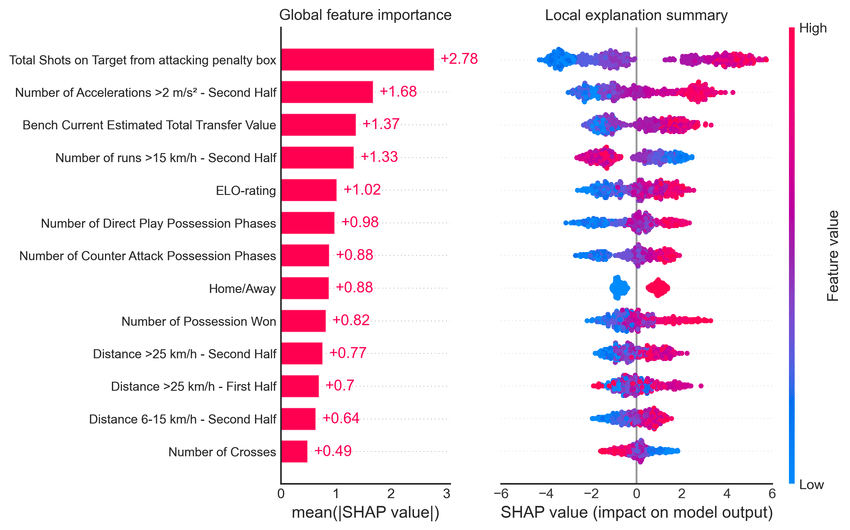 Global feature importance
Local explanation summary
High
Total Shots on Target from attacking penalty box
+2.78
Number of Accelerations >2 m/s² - Second Half
+1.68
Bench Current Estimated Total Transfer Value
+1.37
Number of runs >15 km/h - Second Half
+1.33
ELO-rating
+1.02
Number of Direct Play Possession Phases
+0.98
Number of Counter Attack Possession Phases
+0.88
Home/Away
+0.88
Number of Possession Won
+0.82
Distance >25 km/h - Second Half
+0.77
Distance >25 km/h - First Half
+0.7
Distance 6-15 km/h - Second Half
+0.64
Number of Crosses
+0.49
Feature value
Low
0 1 2 3
−6 −4 −2 0 2 4 6
mean(|SHAP value|)
SHAP value (impact on model output)